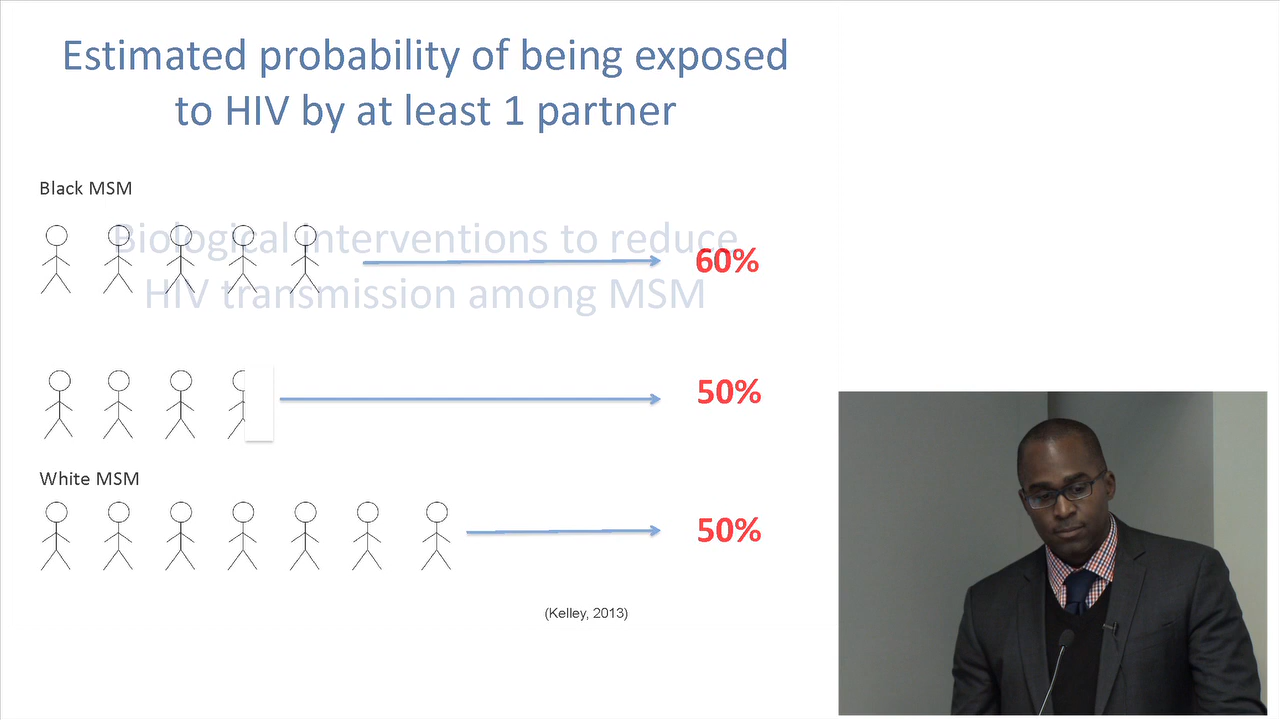 Estimated probability of being exposed
to HIV by at least 1 partner
Black MSM
Biological interventions to reduce
60%
HIV transmission among MSM
50%
White MSM
50%
(Kelley, 2013)